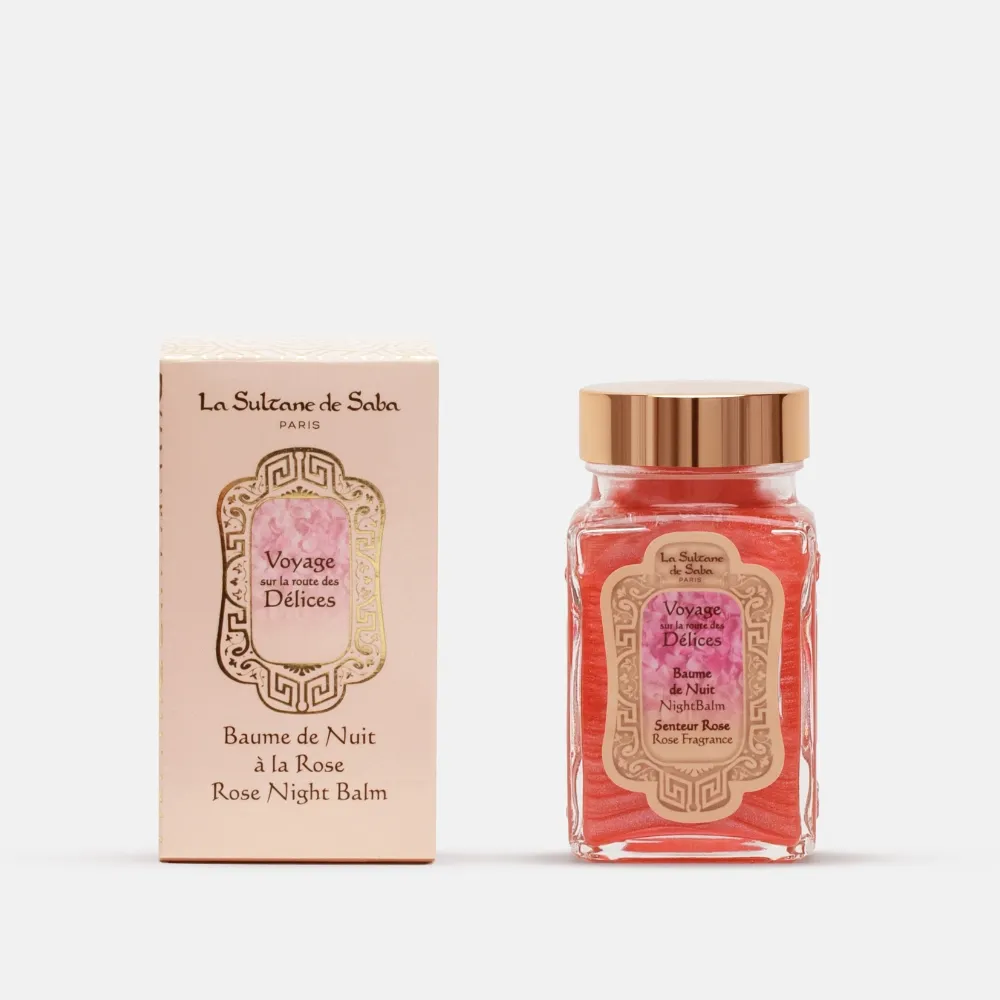 La Sultane de Saba
PARIS
Voyage
sur la route des
Délices
Baume de Nuit
à la Rose
Rose Night Balm
La Sultane
de Saba
PARIS
Voyage
sur la route des
Délices
Baume
de Nuit
NightBalm
Senteur Rose
Rose Fragrance